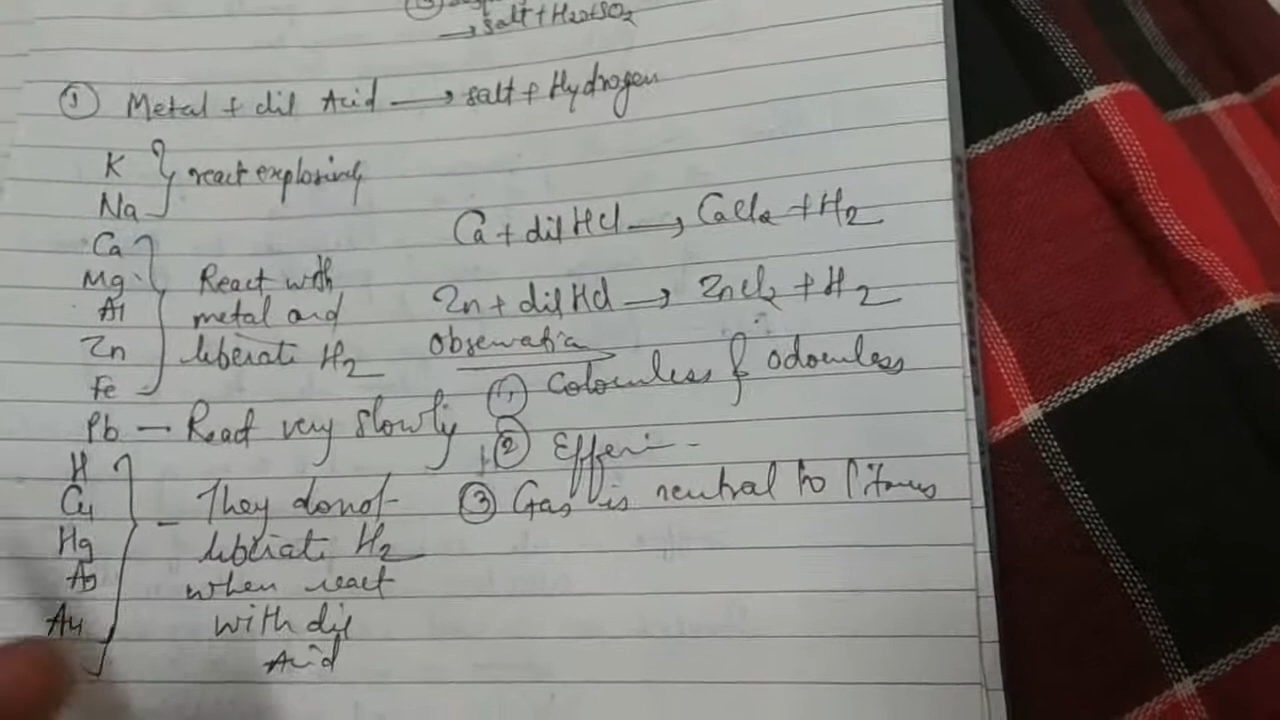 → salt + H2O + SO2
① Metal + dil Acid → salt + Hydrogen
K
Na
react explosivly
Ca
Mg
Al
Zn
Fe
React with
metal and
liberate H2
Pb — React very slowly
H
Cu
Hg
Ag
Au
They donot
liberate H2
when react
with dil
Acid
Ca + dil HCl → CaCl2 + H2
Zn + dil HCl → ZnCl2 + H2
Observation
① Colourless & odourless
②
③ Gas is neutral to litmus